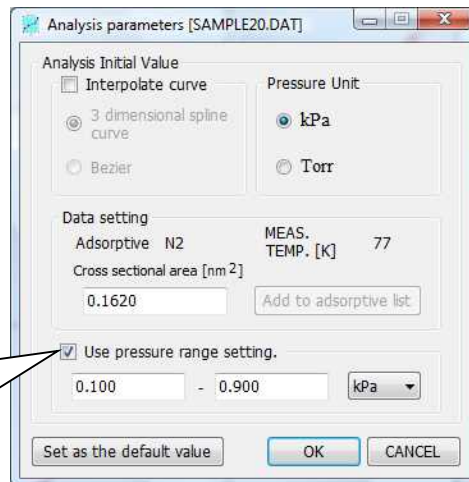 Analysis parameters [SAMPLE20.DAT]
Analysis Initial Value
Interpolate curve
3 dimensional spline
curve
Bezier
Pressure Unit
kPa
Torr
Data setting
Adsorptive N2
MEAS.
TEMP. [K] 77
Cross sectional area [nm 2]
0.1620
Add to adsorptive list
Use pressure range setting.
0.100 - 0.900 kPa
Set as the default value OK CANCEL